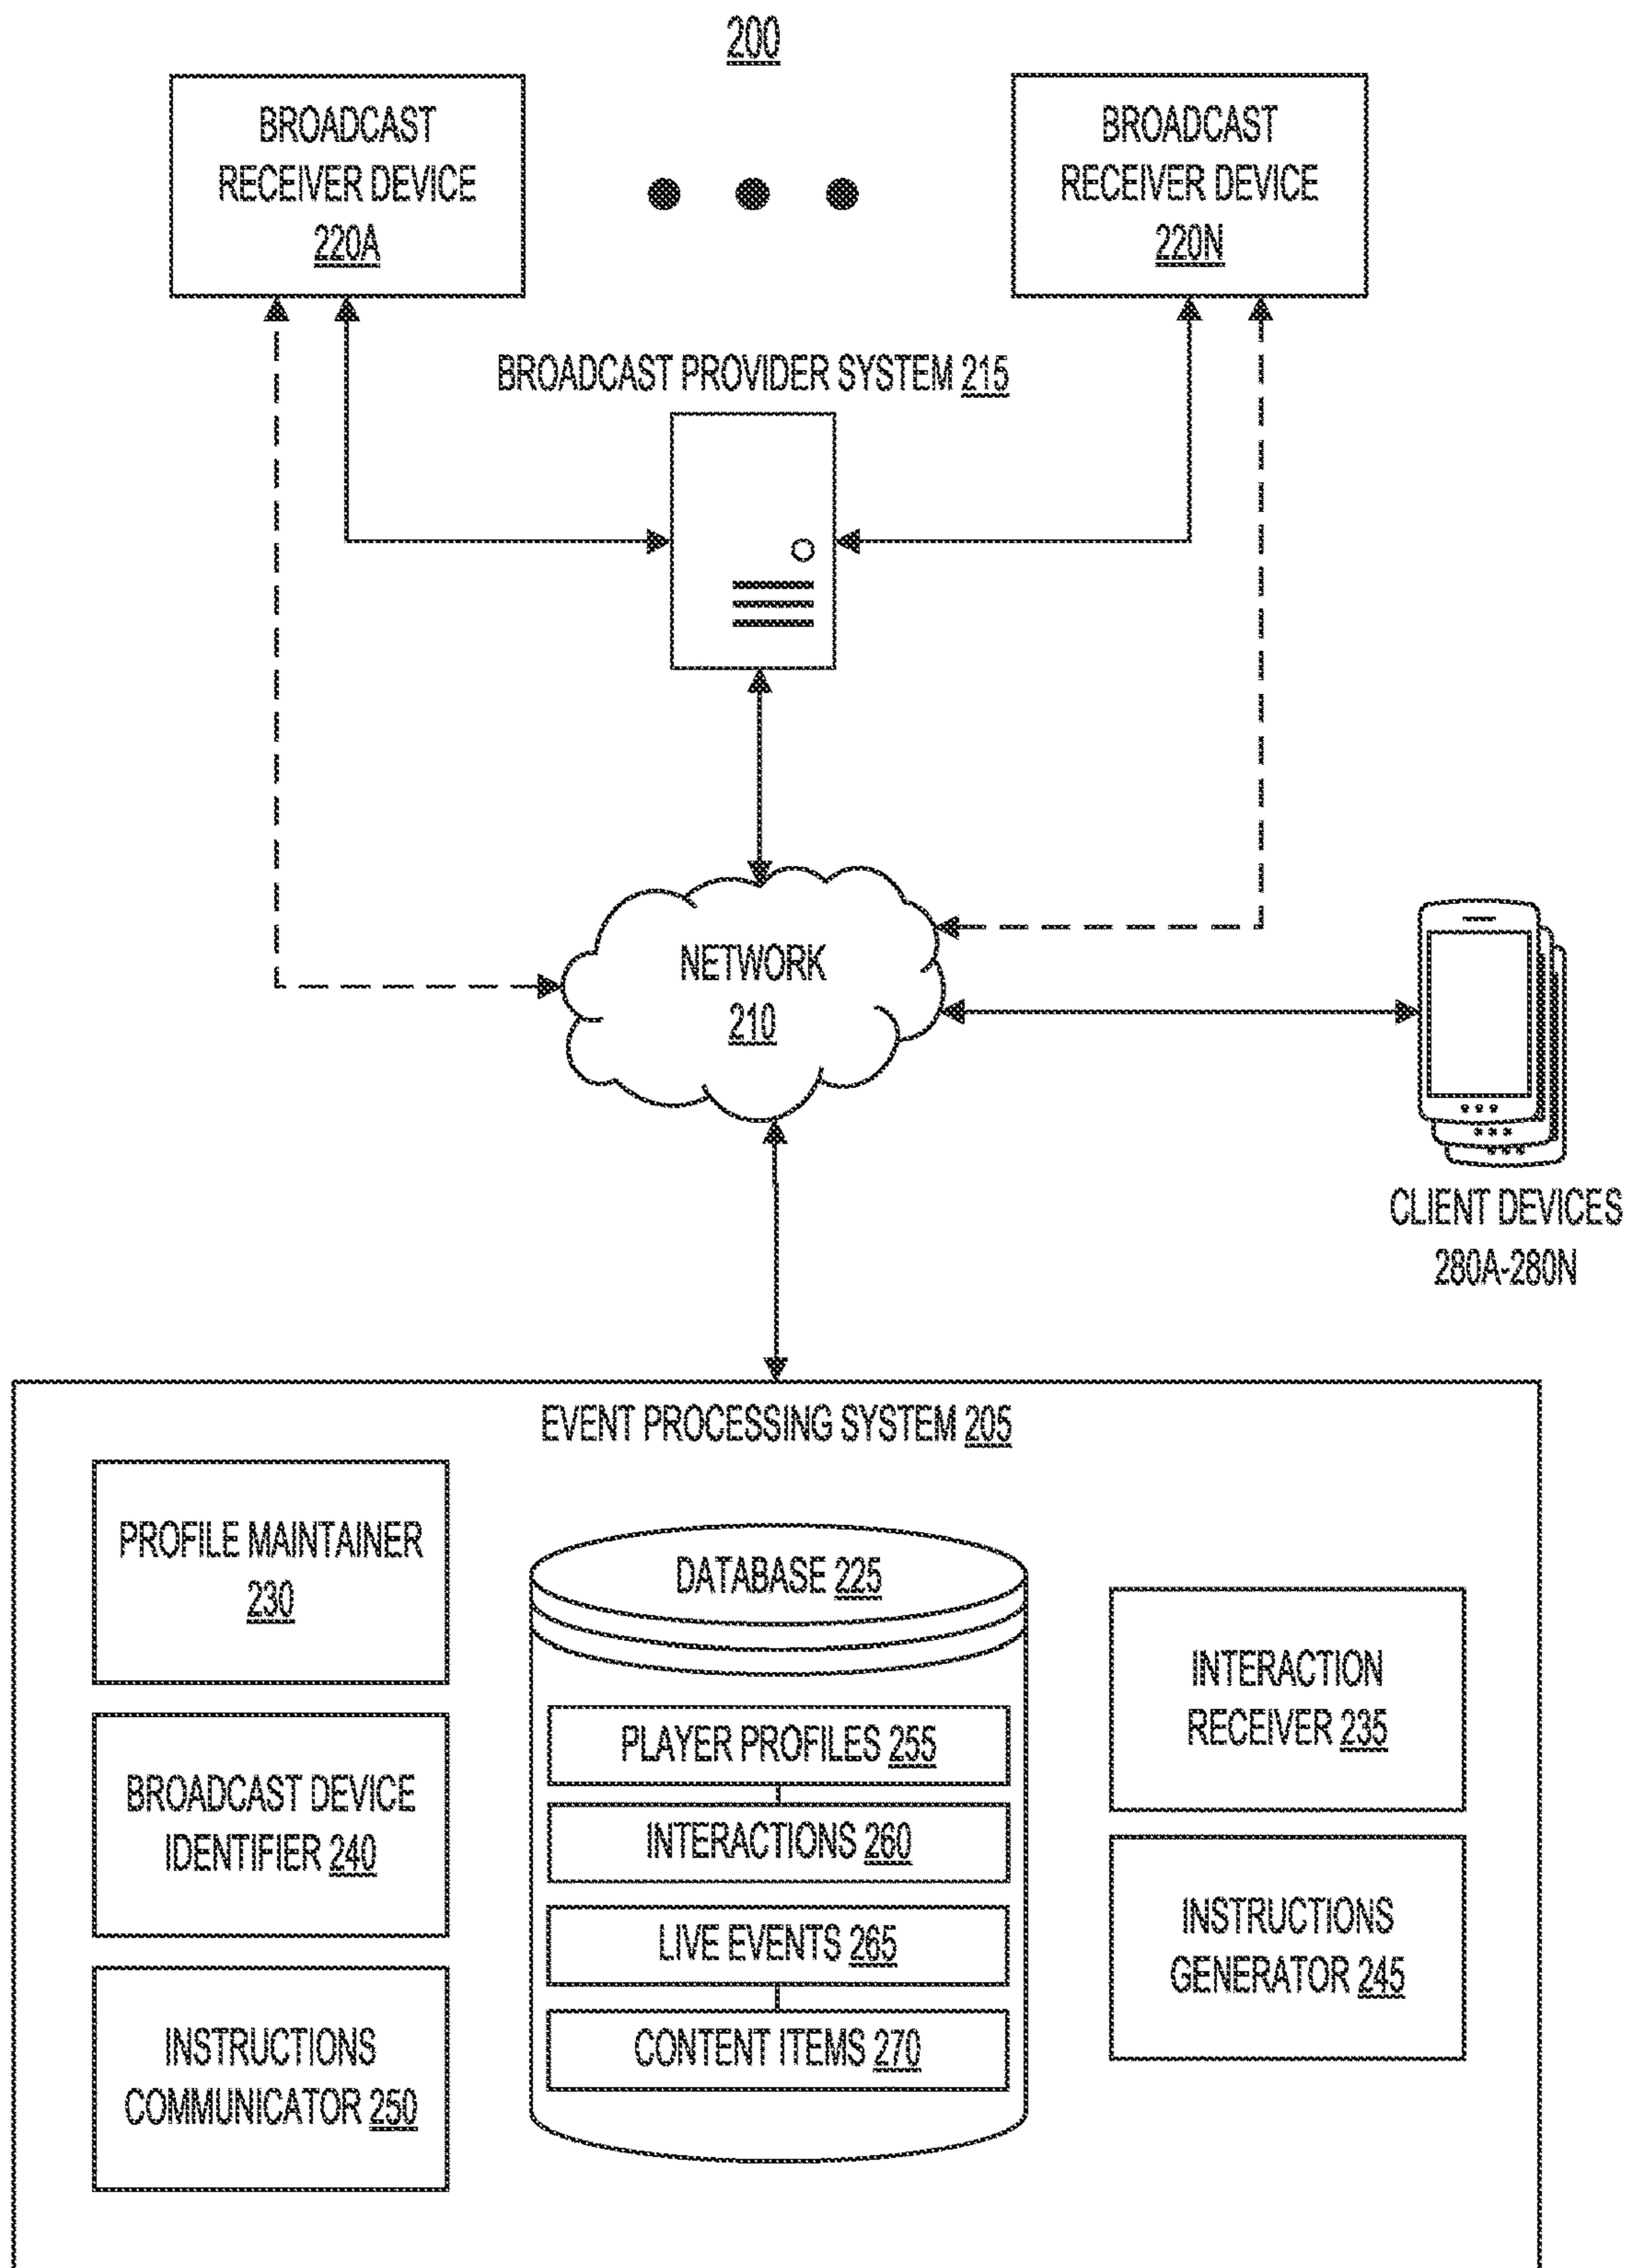 200
BROADCAST
RECEIVER DEVICE
220A
BROADCAST
RECEIVER DEVICE
220N
BROADCAST PROVIDER SYSTEM 215
NETWORK
210
CLIENT DEVICES
280A-280N
EVENT PROCESSING SYSTEM 205
PROFILE MAINTAINER
230
BROADCAST DEVICE
IDENTIFIER 240
INSTRUCTIONS
COMMUNICATOR 250
DATABASE 225
PLAYER PROFILES 255
INTERACTIONS 260
LIVE EVENTS 265
CONTENT ITEMS 270
INTERACTION
RECEIVER 235
INSTRUCTIONS
GENERATOR 245